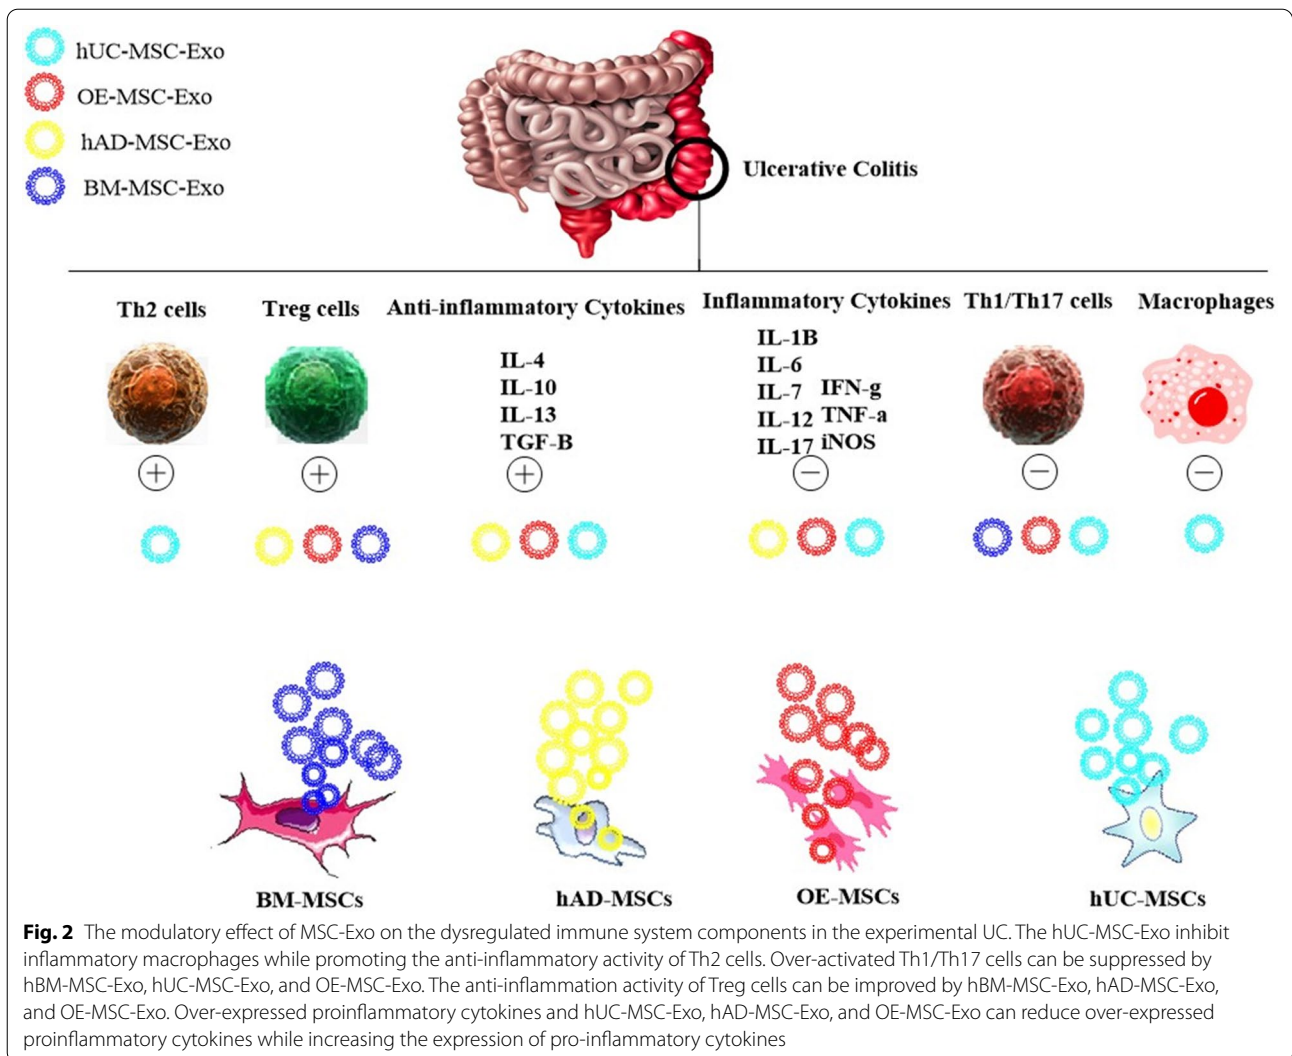 hUC-MSC-Exo
OE-MSC-Exo
hAD-MSC-Exo
BM-MSC-Exo
Ulcerative Colitis
Th2 cells
Treg cells
Anti-inflammatory Cytokines
Inflammatory Cytokines
Th1/Th17 cells
Macrophages
IL-4
IL-10
IL-13
TGF-B
IL-1B
IL-6
IL-7 IFN-g
IL-12 TNF-a
IL-17 iNOS
+
+
+
−
−
−
BM-MSCs
hAD-MSCs
OE-MSCs
hUC-MSCs
Fig. 2 The modulatory effect of MSC-Exo on the dysregulated immune system components in the experimental UC. The hUC-MSC-Exo inhibit
inflammatory macrophages while promoting the anti-inflammatory activity of Th2 cells. Over-activated Th1/Th17 cells can be suppressed by
hBM-MSC-Exo, hUC-MSC-Exo, and OE-MSC-Exo. The anti-inflammation activity of Treg cells can be improved by hBM-MSC-Exo, hAD-MSC-Exo,
and OE-MSC-Exo. Over-expressed proinflammatory cytokines and hUC-MSC-Exo, hAD-MSC-Exo, and OE-MSC-Exo can reduce over-expressed
proinflammatory cytokines while increasing the expression of pro-inflammatory cytokines